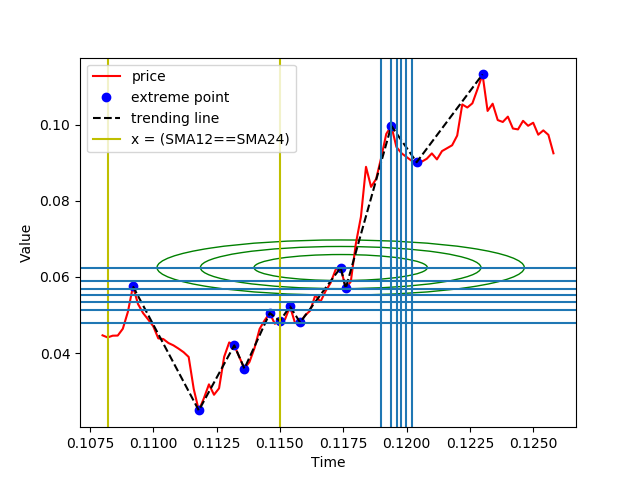 price
extreme point
trending line
x = (SMA12==SMA24)
0.10
0.08
0.06
0.04
Value
0.1075 0.1100 0.1125 0.1150 0.1175 0.1200 0.1225 0.1250
Time